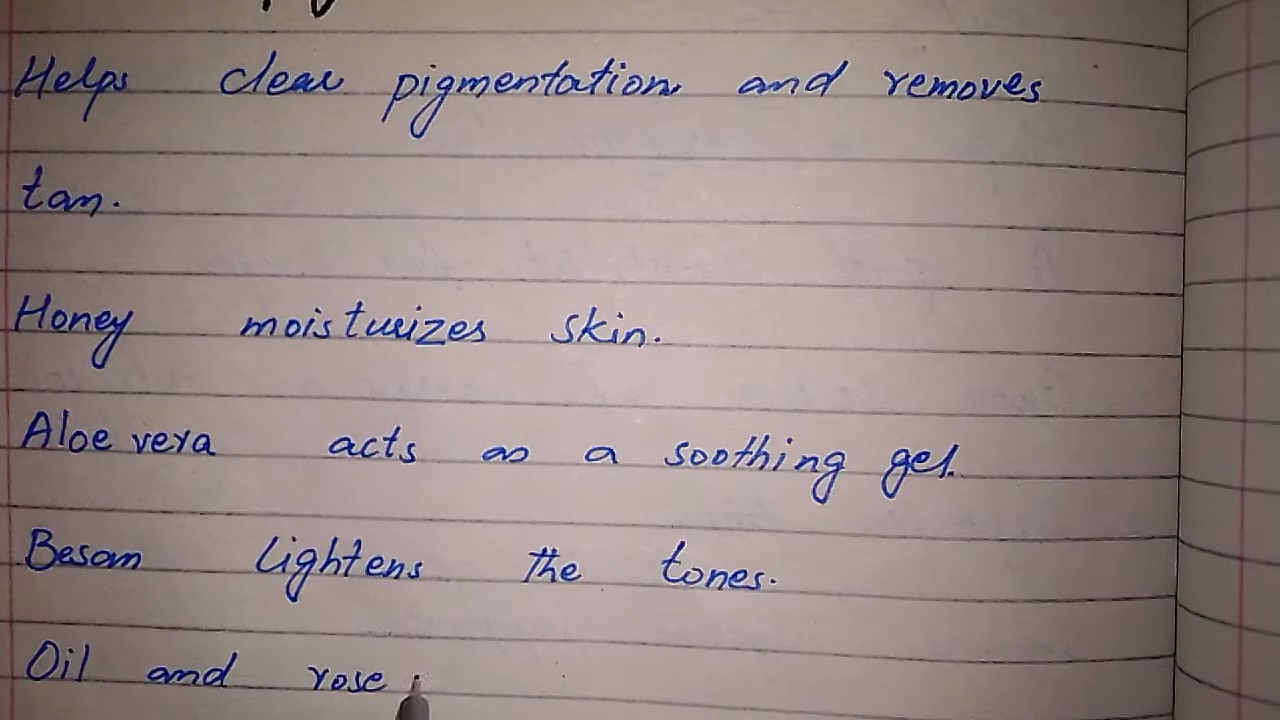 Helps clear pigmentation and removes
tan.
Honey moisturizes skin.
Aloe vera acts as a soothing gel.
Besan lightens the tones.
Oil and rose